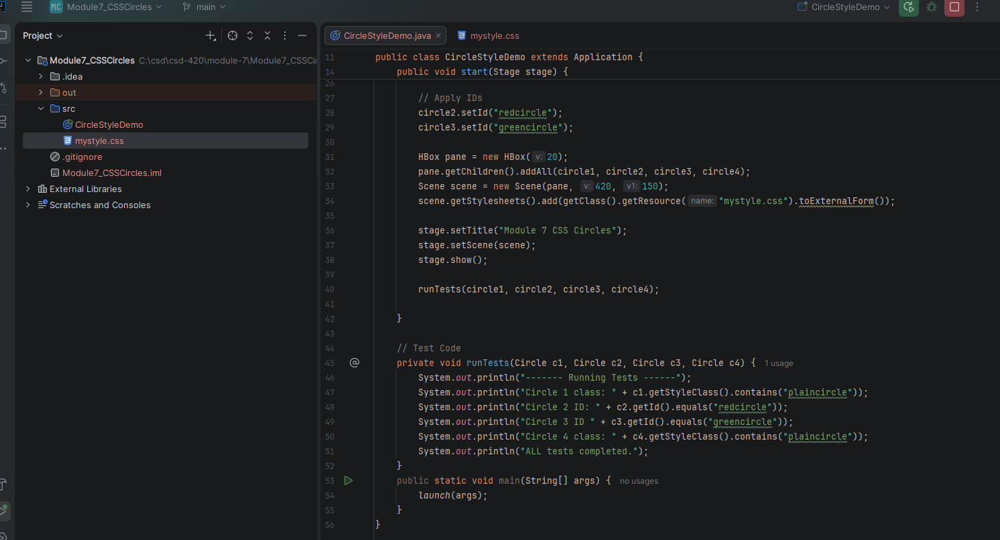 MC Module7_CSSCircles main CircleStyleDemo
Project
Module7_CSSCircles C:\csd\csd-420\module-7\Module7_CSSCi
.idea
out
src
CircleStyleDemo
mystyle.css
.gitignore
Module7_CSSCircles.iml
External Libraries
Scratches and Consoles
CircleStyleDemo.java mystyle.css
11 public class CircleStyleDemo extends Application {
14 public void start(Stage stage) {
26
27 // Apply IDs
28 circle2.setId("redcircle");
29 circle3.setId("greencircle");
30
31 HBox pane = new HBox( v: 20);
32 pane.getChildren().addAll(circle1, circle2, circle3, circle4);
33 Scene scene = new Scene(pane, v: 420, v1: 150);
34 scene.getStylesheets().add(getClass().getResource( name: "mystyle.css").toExternalForm());
35
36 stage.setTitle("Module 7 CSS Circles");
37 stage.setScene(scene);
38 stage.show();
39
40 runTests(circle1, circle2, circle3, circle4);
41
42 }
43
44 // Test Code
45 @ private void runTests(Circle c1, Circle c2, Circle c3, Circle c4) { 1 usage
46 System.out.println("------- Running Tests ------");
47 System.out.println("Circle 1 class: " + c1.getStyleClass().contains("plaincircle"));
48 System.out.println("Circle 2 ID: " + c2.getId().equals("redcircle"));
49 System.out.println("Circle 3 ID " + c3.getId().equals("greencircle"));
50 System.out.println("Circle 4 class: " + c4.getStyleClass().contains("plaincircle"));
51 System.out.println("ALL tests completed.");
52 }
53 public static void main(String[] args) { no usages
54 launch(args);
55 }
56 }